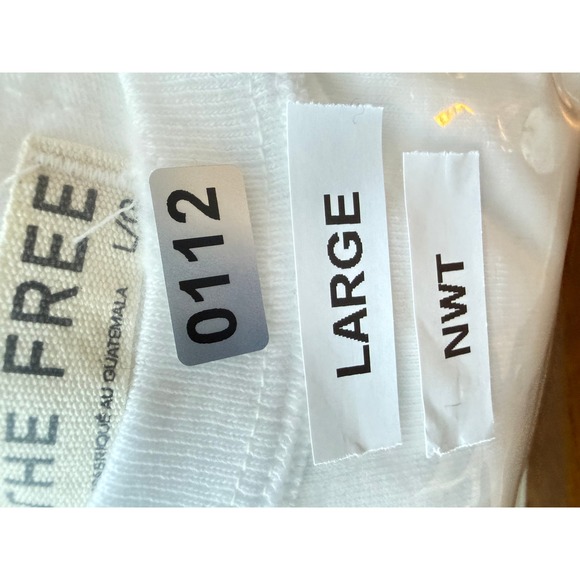 THE FREE
L/G
FABRIQUÉ AU GUATEMALA
0112
LARGE
NWT